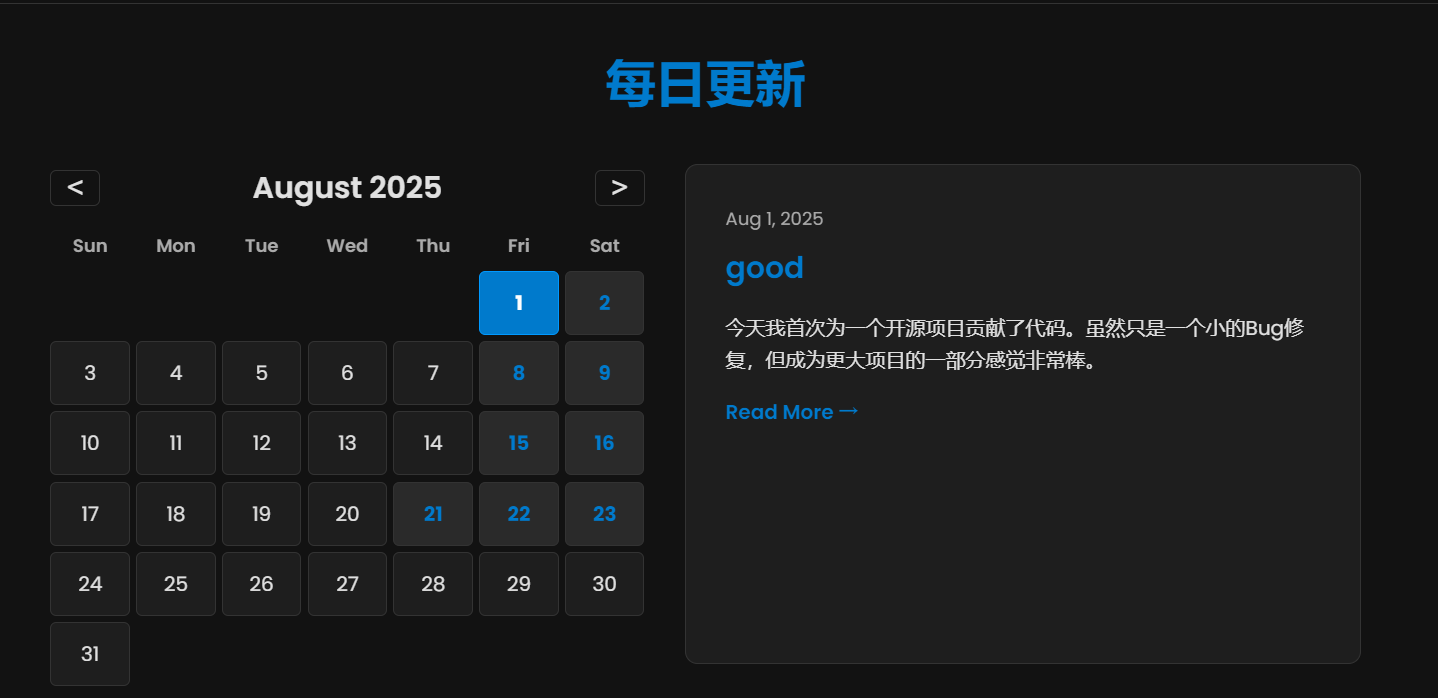 每日更新
< August 2025 >
Sun Mon Tue Wed Thu Fri Sat
1 2
3 4 5 6 7 8 9
10 11 12 13 14 15 16
17 18 19 20 21 22 23
24 25 26 27 28 29 30
31
Aug 1, 2025
good
今天我首次为一个开源项目贡献了代码。虽然只是一个小的Bug修
复，但成为更大项目的一部分感觉非常棒。
Read More →